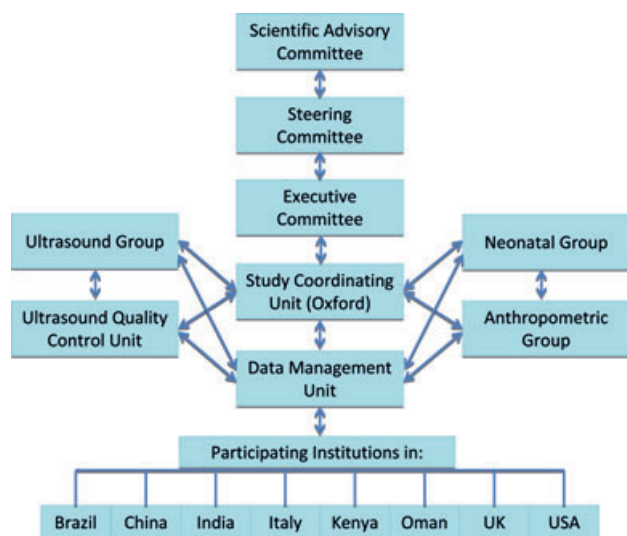 Scientific Advisory
Committee
Steering
Committee
Executive
Committee
Ultrasound Group
Neonatal Group
Study Coordinating
Unit (Oxford)
Ultrasound Quality
Control Unit
Anthropometric
Group
Data Management
Unit
Participating Institutions in:
Brazil China India Italy Kenya Oman UK USA